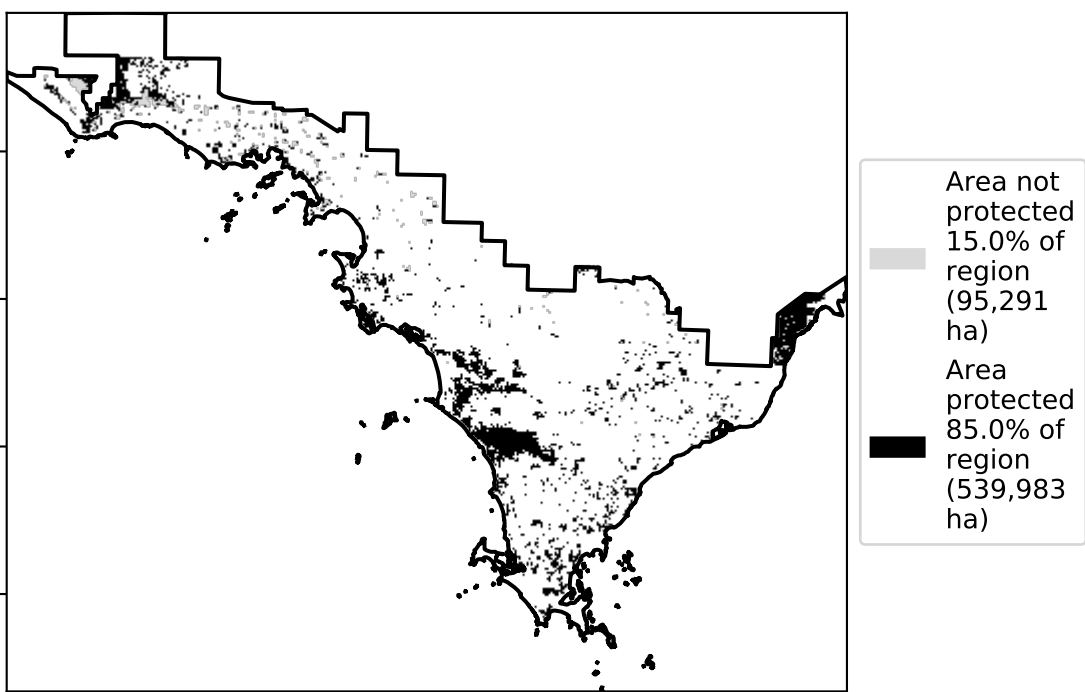 Area not
protected
15.0% of
region
(95,291
ha)
Area
protected
85.0% of
region
(539,983
ha)